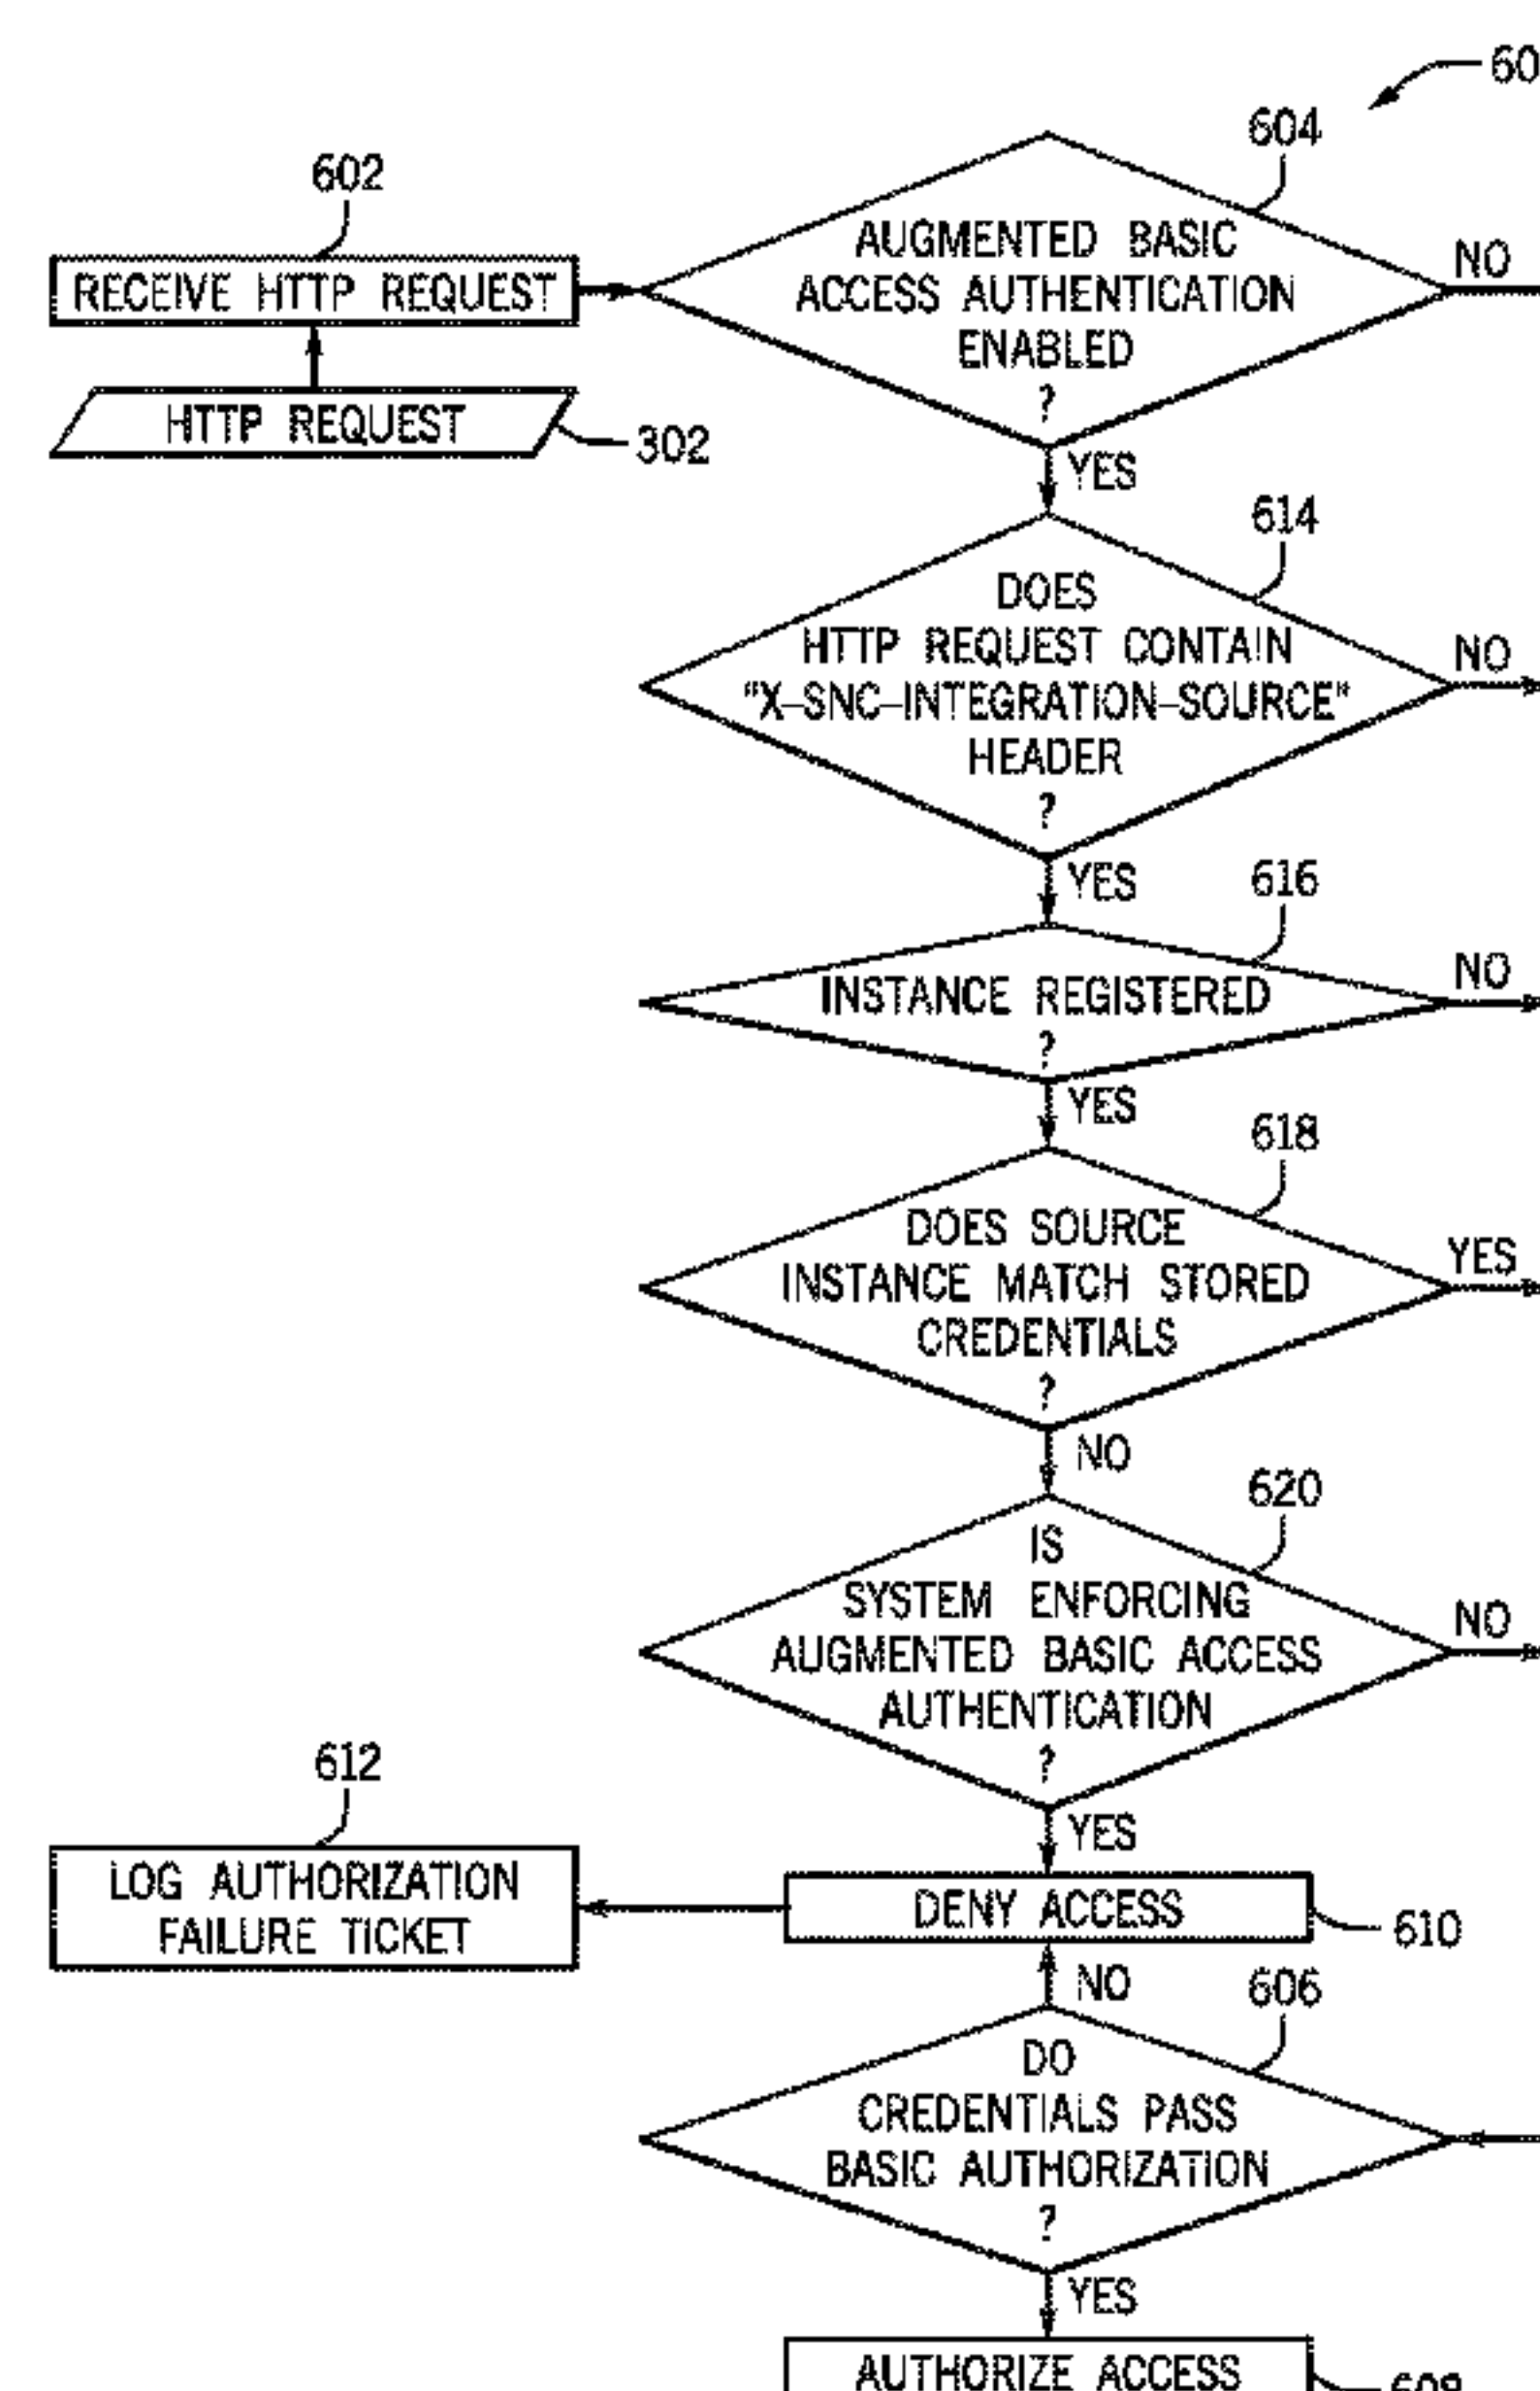 60
604
602
AUGMENTED BASIC
ACCESS AUTHENTICATION
ENABLED
?
NO
RECEIVE HTTP REQUEST
HTTP REQUEST
302
YES
614
DOES
HTTP REQUEST CONTAIN
"X–SNC–INTEGRATION–SOURCE"
HEADER
?
NO
YES
616
INSTANCE REGISTERED
?
NO
YES
618
DOES SOURCE
INSTANCE MATCH STORED
CREDENTIALS
?
YES
NO
620
IS
SYSTEM ENFORCING
AUGMENTED BASIC ACCESS
AUTHENTICATION
?
NO
YES
612
LOG AUTHORIZATION
FAILURE TICKET
DENY ACCESS
610
NO
606
DO
CREDENTIALS PASS
BASIC AUTHORIZATION
?
YES
AUTHORIZE ACCESS